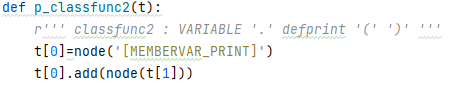 def p_classfunc2(t):
    r''' classfunc2 : VARIABLE '.' defprint '(' ')' '''
    t[0]=node('[MEMBERVAR_PRINT]')
    t[0].add(node(t[1]))